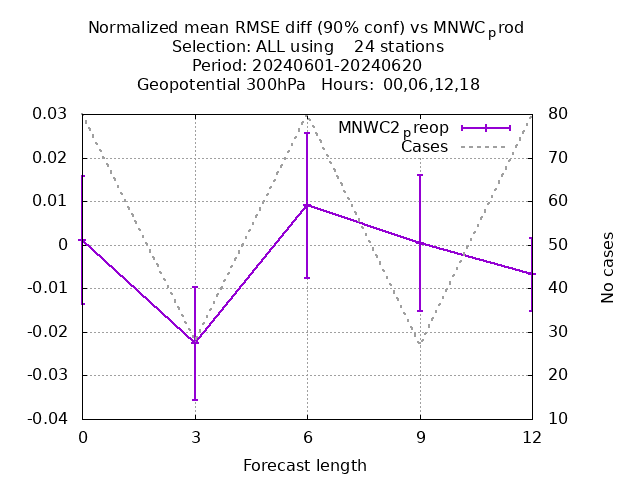 Normalized mean RMSE diff (90% conf) vs MNWCprod
Selection: ALL using    24 stations
Period: 20240601-20240620
Geopotential 300hPa   Hours:  00,06,12,18
MNWC2preop
Cases
0.03
0.02
0.01
0
-0.01
-0.02
-0.03
-0.04
80
70
60
50
40
30
20
10
No cases
0 3 6 9 12
Forecast length